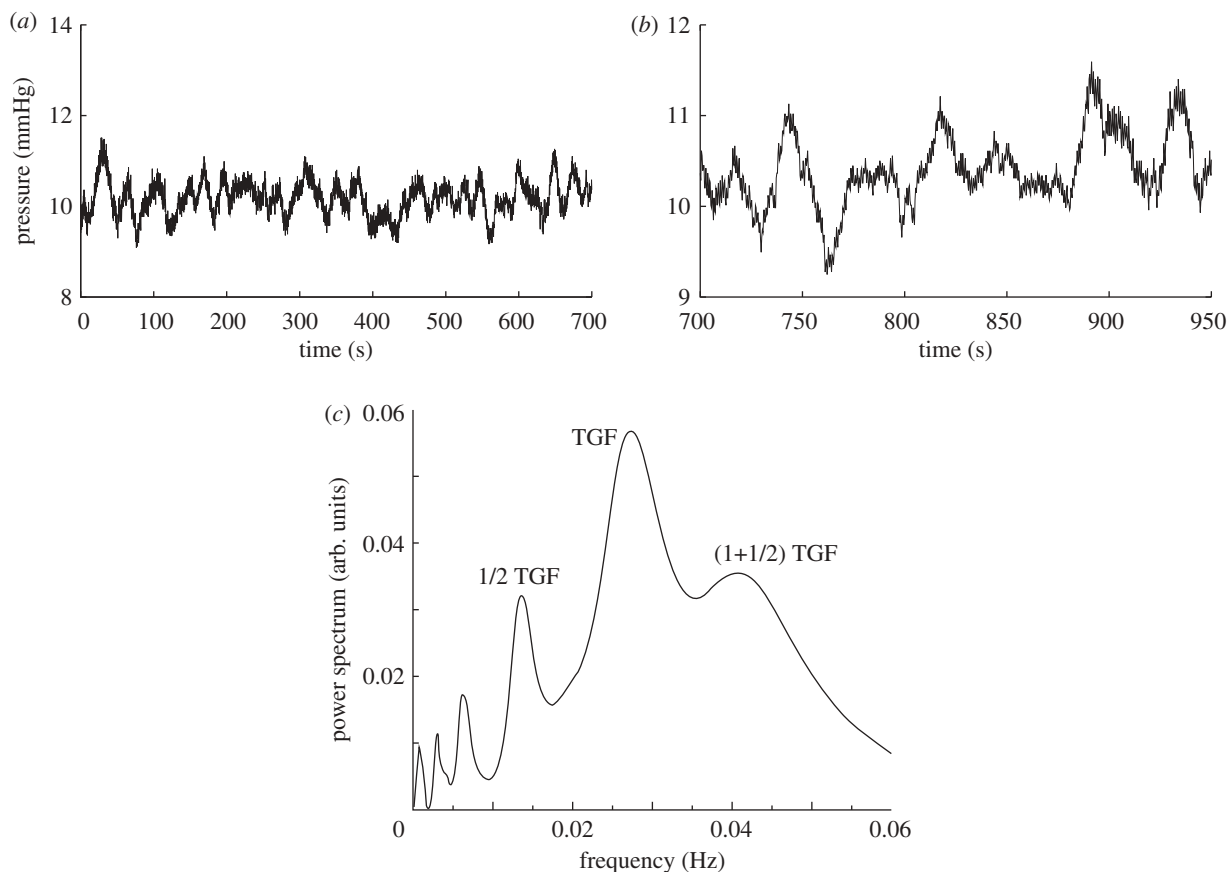 (a)
14
12
10
8
pressure (mmHg)
0 100 200 300 400 500 600 700
time (s)
(b)
12
11
10
9
700 750 800 850 900 950
time (s)
(c)
0.06
0.04
0.02
power spectrum (arb. units)
TGF
(1+1/2) TGF
1/2 TGF
0 0.02 0.04 0.06
frequency (Hz)